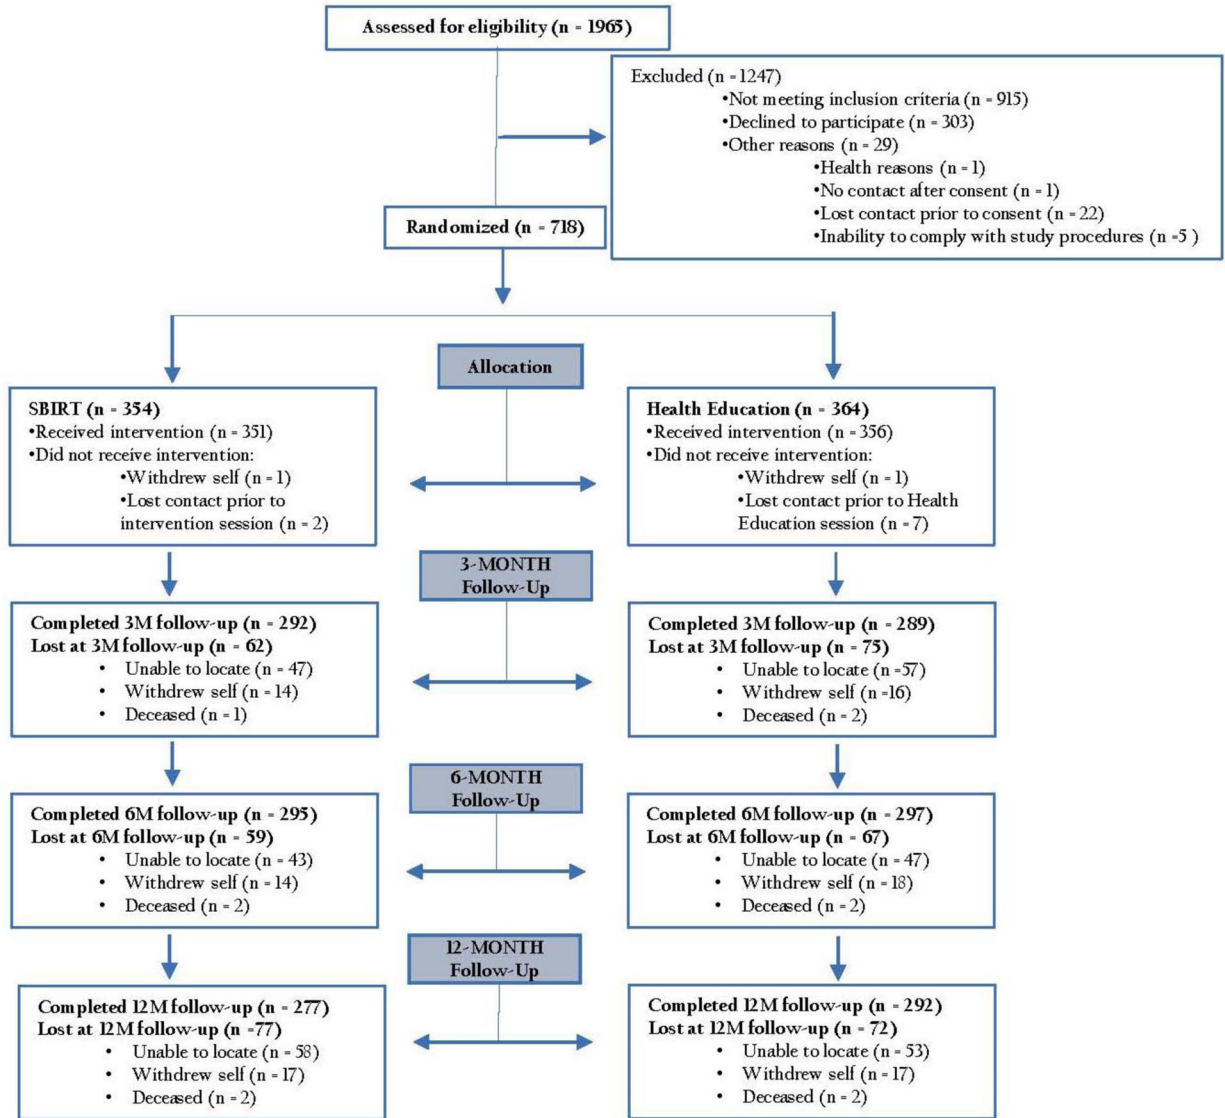 Assessed for eligibility (n = 1965)
Excluded (n = 1247)
•Not meeting inclusion criteria (n = 915)
•Declined to participate (n = 303)
•Other reasons (n = 29)
•Health reasons (n = 1)
•No contact after consent (n = 1)
•Lost contact prior to consent (n = 22)
•Inability to comply with study procedures (n =5 )
Randomized (n = 718)
Allocation
SBIRT (n = 354)
•Received intervention (n = 351)
•Did not receive intervention:
•Withdrew self (n = 1)
•Lost contact prior to
intervention session (n = 2)
Health Education (n = 364)
•Received intervention (n = 356)
•Did not receive intervention:
•Withdrew self (n = 1)
•Lost contact prior to Health
Education session (n = 7)
3-MONTH
Follow-Up
Completed 3M follow-up (n = 292)
Lost at 3M follow-up (n = 62)
• Unable to locate (n = 47)
• Withdrew self (n = 14)
• Deceased (n = 1)
Completed 3M follow-up (n = 289)
Lost at 3M follow-up (n = 75)
• Unable to locate (n =57)
• Withdrew self (n =16)
• Deceased (n = 2)
6-MONTH
Follow-Up
Completed 6M follow-up (n = 295)
Lost at 6M follow-up (n = 59)
• Unable to locate (n = 43)
• Withdrew self (n = 14)
• Deceased (n = 2)
Completed 6M follow-up (n = 297)
Lost at 6M follow-up (n = 67)
• Unable to locate (n = 47)
• Withdrew self (n = 18)
• Deceased (n = 2)
12-MONTH
Follow-Up
Completed 12M follow-up (n = 277)
Lost at 12M follow-up (n =77)
• Unable to locate (n = 58)
• Withdrew self (n = 17)
• Deceased (n = 2)
Completed 12M follow-up (n = 292)
Lost at 12M follow-up (n = 72)
• Unable to locate (n = 53)
• Withdrew self (n = 17)
• Deceased (n = 2)